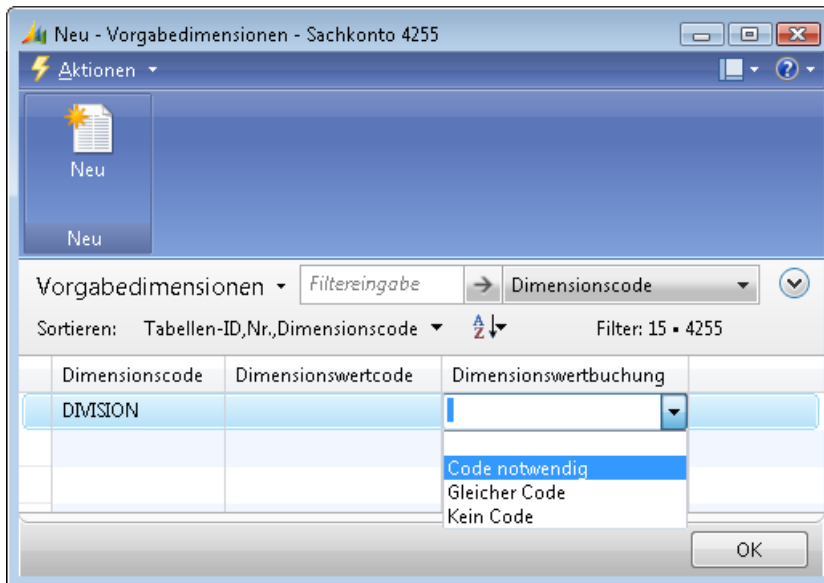 Neu - Vorgabedimensionen - Sachkonto 4255
Aktionen
Neu
Neu
Vorgabedimensionen Filtereingabe Dimensionscode
Sortieren: Tabellen-ID,Nr.,Dimensionscode A Z Filter: 15 • 4255
Dimensionscode Dimensionswertcode Dimensionswertbuchung
DIVISION
Code notwendig
Gleicher Code
Kein Code
OK